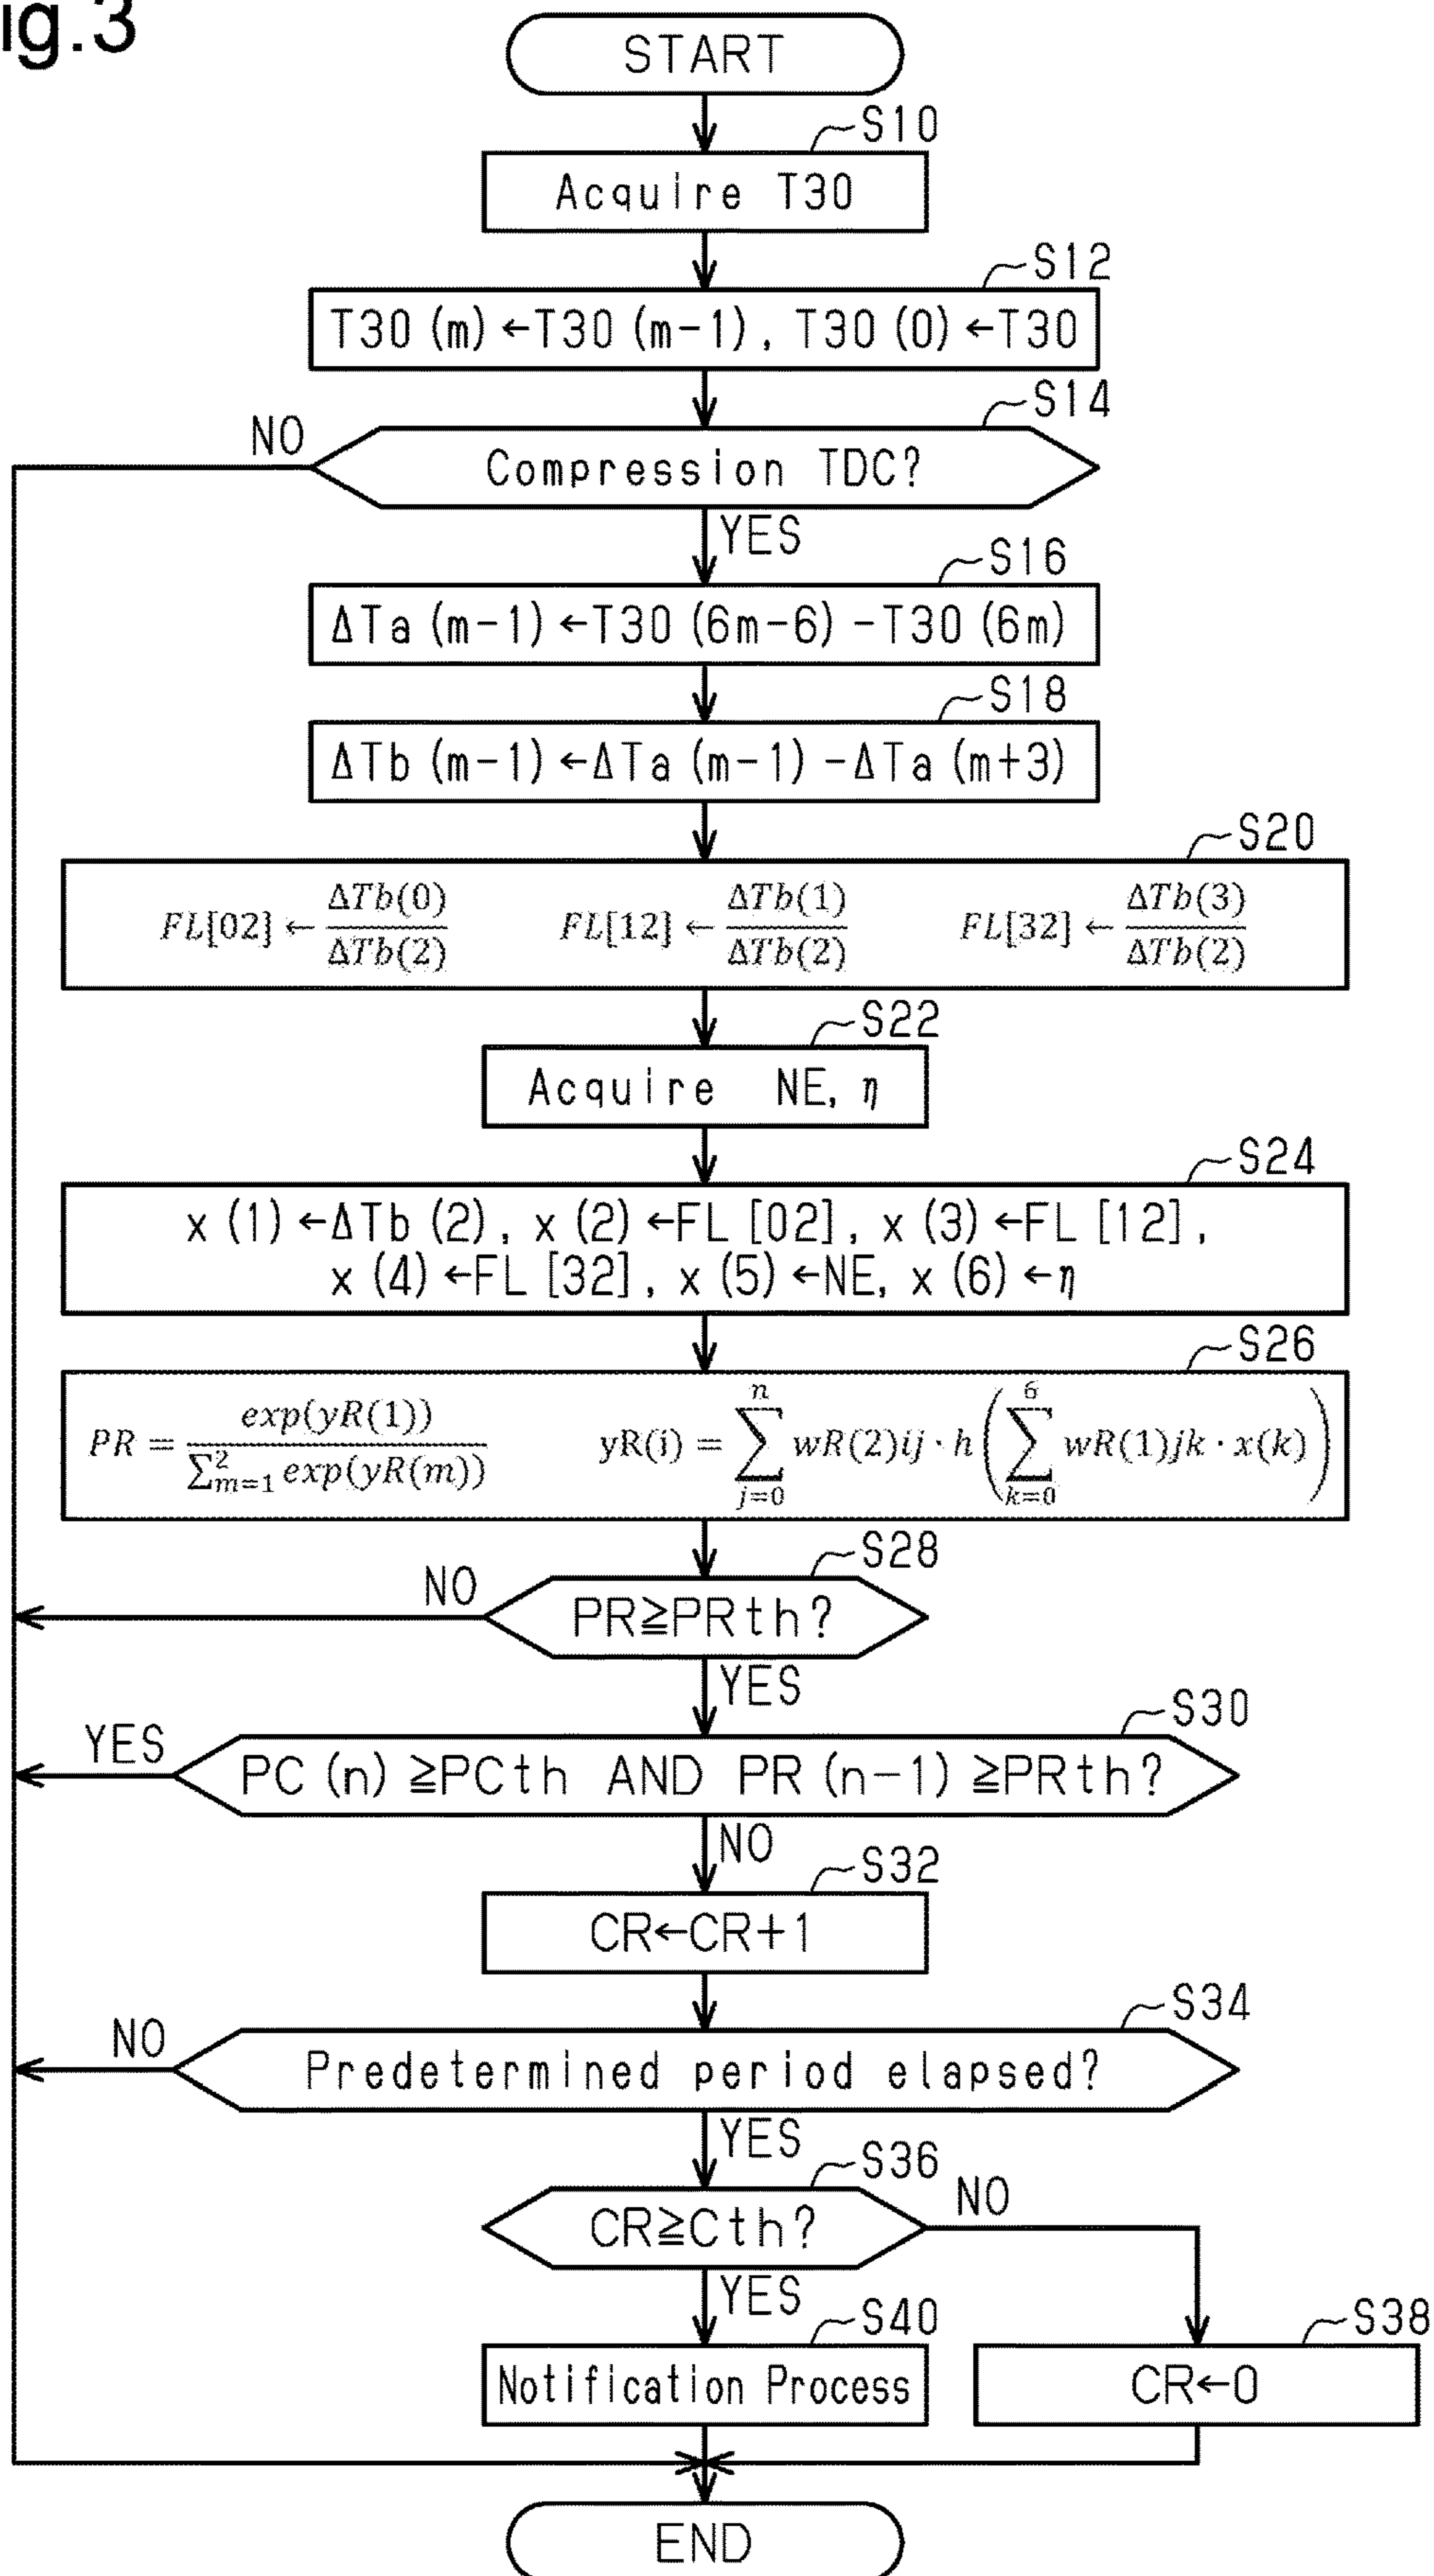 ig.3
START
S10
Acquire T30
S12
T30(m)←T30(m-1), T30(0)←T30
S14
NO
Compression TDC?
YES
S16
ΔTa(m-1)←T30(6m-6)-T30(6m)
S18
ΔTb(m-1)←ΔTa(m-1)-ΔTa(m+3)
S20
FL[02] ← ΔTb(0)/ΔTb(2) FL[12] ← ΔTb(1)/ΔTb(2) FL[32] ← ΔTb(3)/ΔTb(2)
S22
Acquire NE, η
S24
x(1)←ΔTb(2), x(2)←FL[02], x(3)←FL[12],
x(4)←FL[32], x(5)←NE, x(6)←η
S26
PR = exp(yR(1))/∑_{m=1}^{2} exp(yR(m)) yR(i) = ∑_{j=0}^{n} wR(2)ij · h(∑_{k=0}^{6} wR(1)jk · x(k))
S28
NO
PR≧PRth?
YES
S30
YES
PC(n)≧PCth AND PR(n-1)≧PRth?
NO
S32
CR←CR+1
S34
NO
Predetermined period elapsed?
YES
S36
NO
CR≧Cth?
YES
S40
S38
Notification Process
CR←0
END